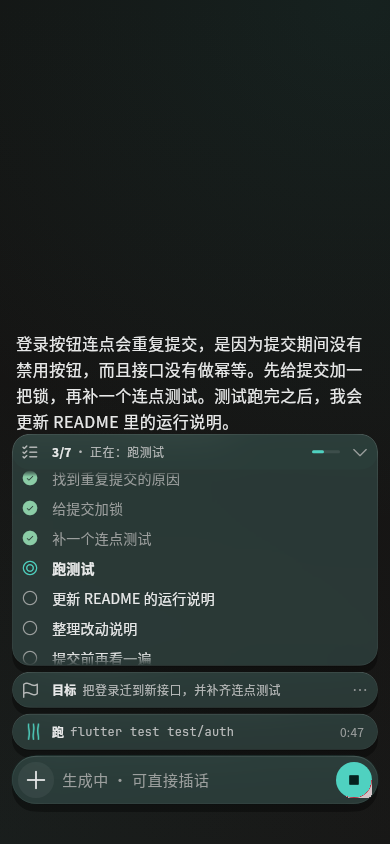 登录按钮连点会重复提交，是因为提交期间没有
禁用按钮，而且接口没有做幂等。先给提交加一
把锁，再补一个连点测试。测试跑完之后，我会
更新 README 里的运行说明。
3/7 · 正在：跑测试
找到重复提交的原因
给提交加锁
补一个连点测试
跑测试
更新 README 的运行说明
整理改动说明
提交前再看一遍
目标 把登录迁到新接口，并补齐连点测试
跑 flutter test test/auth 0:47
生成中 · 可直接插话